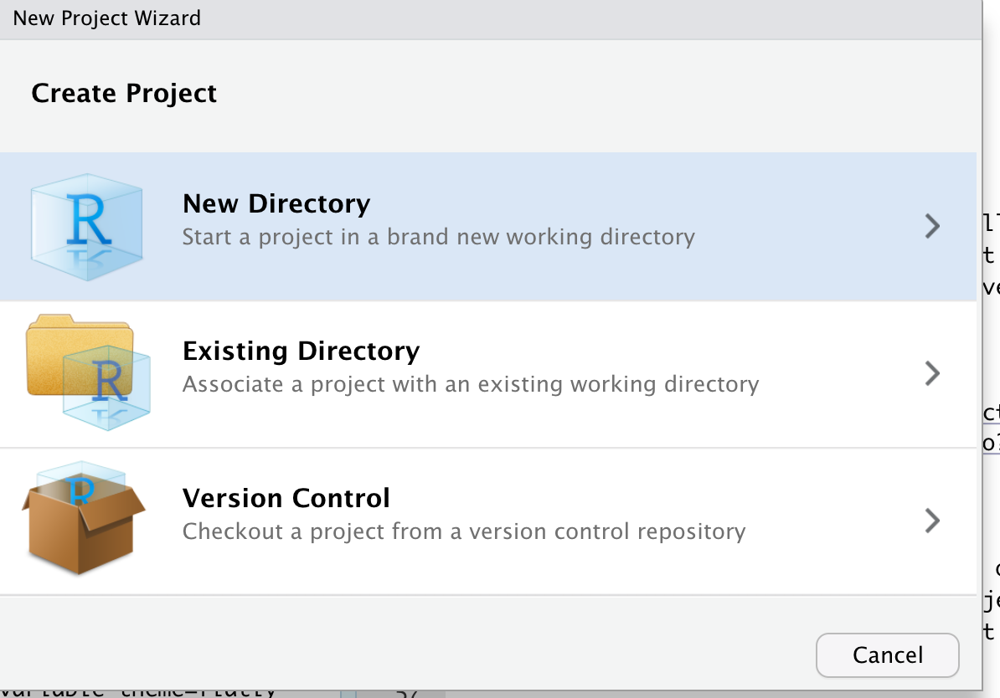 New Project Wizard
Create Project
R
New Directory
Start a project in a brand new working directory
R
Existing Directory
Associate a project with an existing working directory
R
Version Control
Checkout a project from a version control repository
Cancel